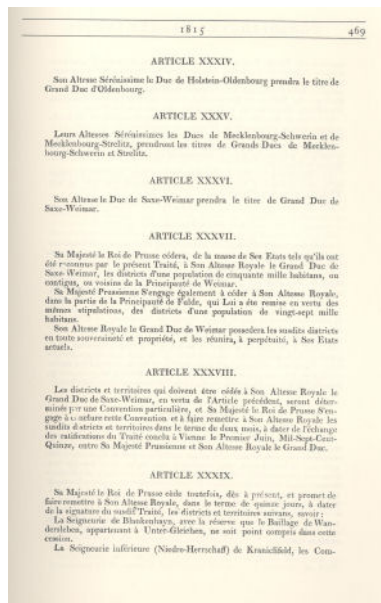 1815 469
ARTICLE XXXIV.
Son Altesse Sérénissime le Duc de Holstein-Oldenbourg prendra le titre de
Grand Duc d'Oldenbourg.
ARTICLE XXXV.
Leurs Altesses Sérénissimes les Ducs de Mecklenbourg-Schwerin et de
Mecklenbourg-Strelitz, prendront les titres de Grands Ducs de Mecklen-
bourg-Schwerin et Strelitz.
ARTICLE XXXVI.
Son Altesse le Duc de Saxe-Weimar prendra le titre de Grand Duc de
Saxe-Weimar.
ARTICLE XXXVII.
Sa Majesté le Roi de Prusse cédera, de la masse de Ses Etats tels qu'ils ont
été reconnus par le présent Traité, à Son Altesse Royale le Grand Duc de
Saxe-Weimar, les districts d'une population de cinquante mille habitans, ou
contigus, ou voisins de la Principauté de Weimar.
Sa Majesté Prussienne S'engage également à céder à Son Altesse Royale,
dans la partie de la Principauté de Fulde, qui Lui a été remise en vertu des
mêmes stipulations, des districts d'une population de vingt-sept mille
habitans.
Son Altesse Royale le Grand Duc de Weimar possedera les susdits districts
en toute souveraineté et propriété, et les réunira, à perpétuité, à Ses Etats
actuels.
ARTICLE XXXVIII.
Les districts et territoires qui doivent être cédés à Son Altesse Royale le
Grand Duc de Saxe-Weimar, en vertu de l'Article précédent, seront déter-
minés par une Convention particulière, et Sa Majesté le Roi de Prusse S'en-
gage à conclure cette Convention et à faire remettre à Son Altesse Royale les
susdits districts et territoires dans le terme de deux mois, à dater de l'échange
des ratifications du Traité conclu à Vienne le Premier Juin, Mil-Sept-Cent-
Quinze, entre Sa Majesté Prussienne et Son Altesse Royale le Grand Duc.
ARTICLE XXXIX.
Sa Majesté le Roi de Prusse cède toutefois, dès à présent, et promet de
faire remettre à Son Altesse Royale, dans le terme de quinze jours, à dater
de la signature du susdit Traité, les districts et territoires suivans, savoir:
La Seigneurie de Blankenhayn, avec la réserve que le Bailliage de Wan-
dersleben, appartenant à Unter-Gleichen, ne soit point compris dans cette
cession.
La Seigneurie inférieure (Niedre-Herrschaff) de Kranichfeld, les Com-